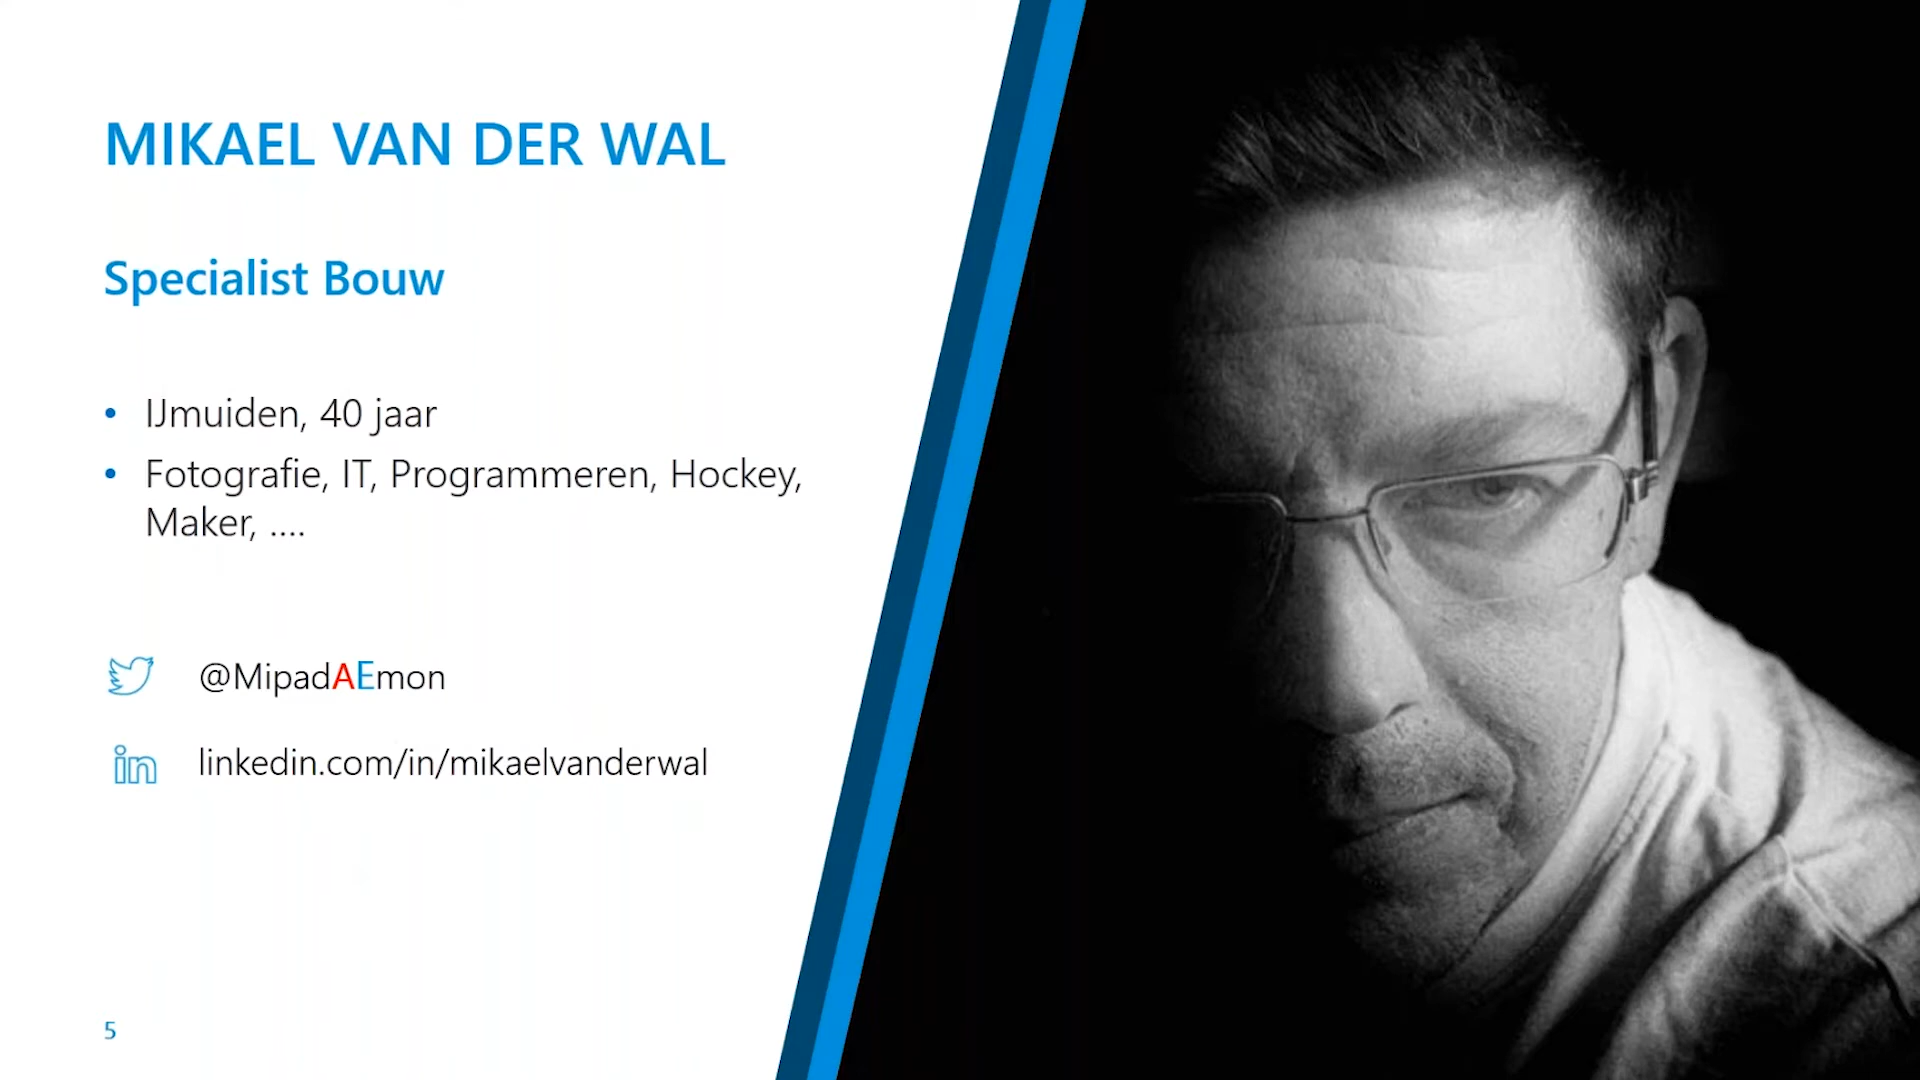 MIKAEL VAN DER WAL
Specialist Bouw
• IJmuiden, 40 jaar
• Fotografie, IT, Programmeren, Hockey,
Maker, ....
@MipadAEmon
in linkedin.com/in/mikaelvanderwal
5